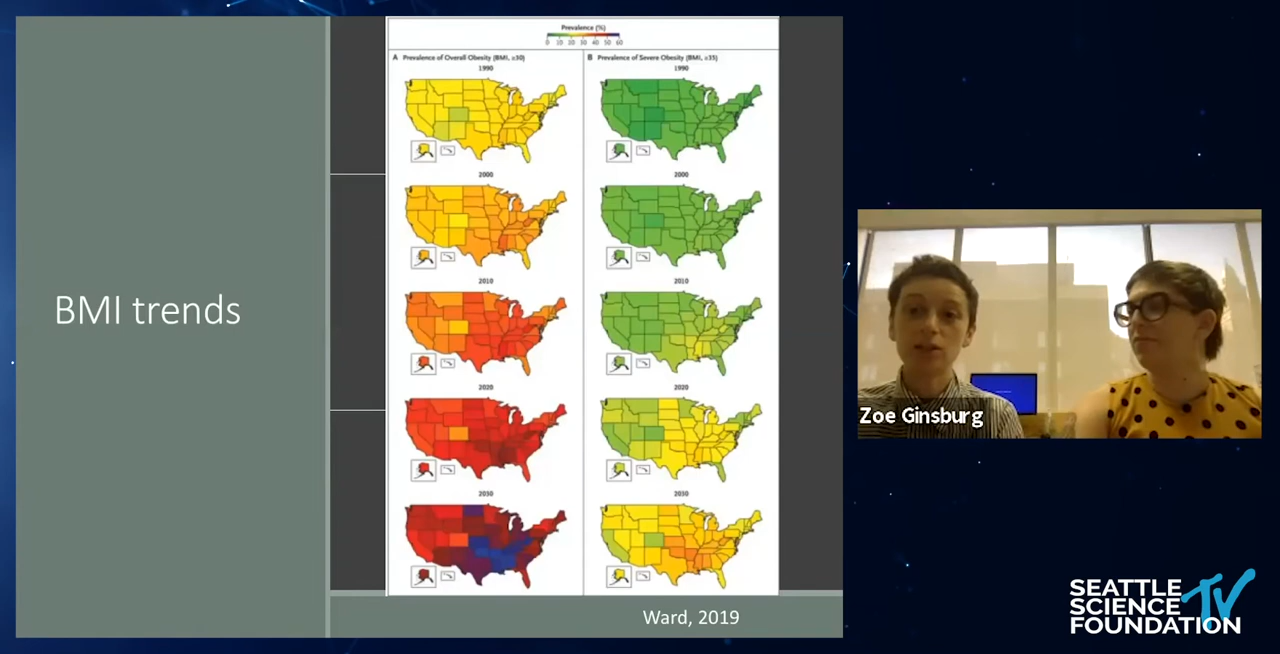 BMI trends
Prevalence (%)
0 10 20 30 40 50 60
A Prevalence of Overall Obesity (BMI, ≥30)
1990
2000
2010
2020
2030
B Prevalence of Severe Obesity (BMI, ≥35)
1990
2000
2010
2020
2030
Ward, 2019
Zoe Ginsburg
SEATTLE
SCIENCE TV
FOUNDATION